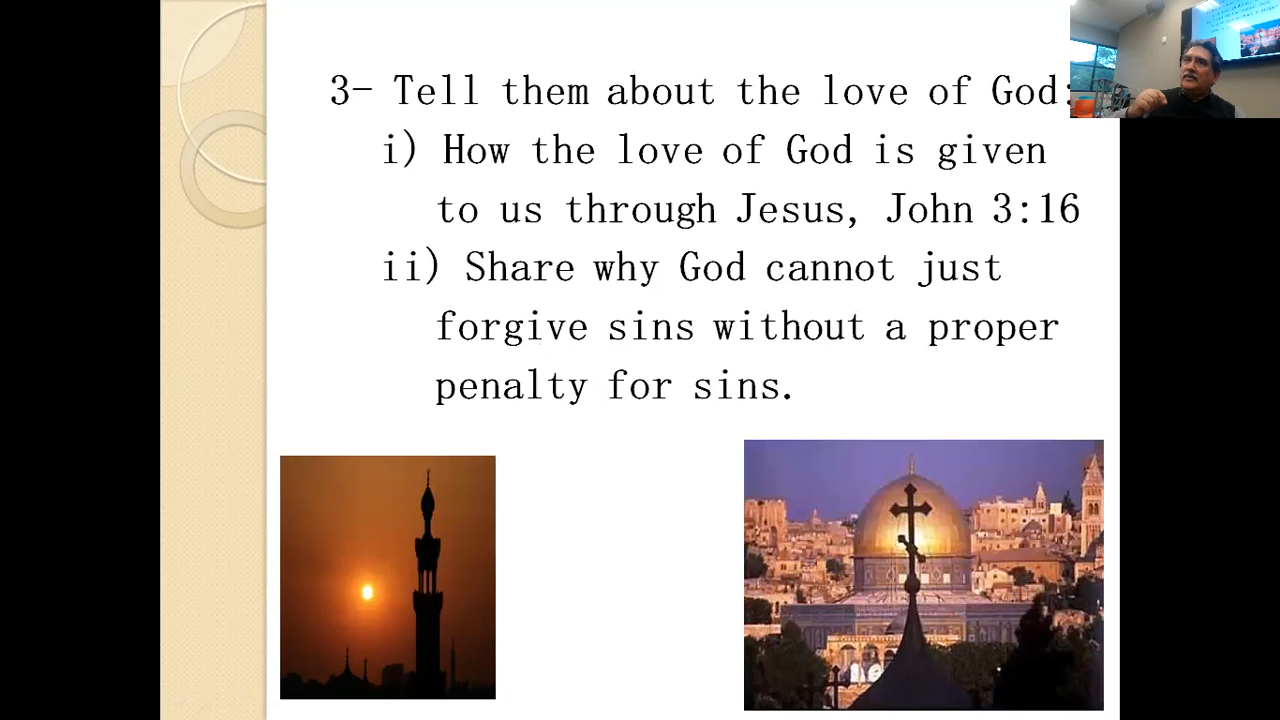 3- Tell them about the love of God:
i) How the love of God is given
to us through Jesus, John 3:16
ii) Share why God cannot just
forgive sins without a proper
penalty for sins.